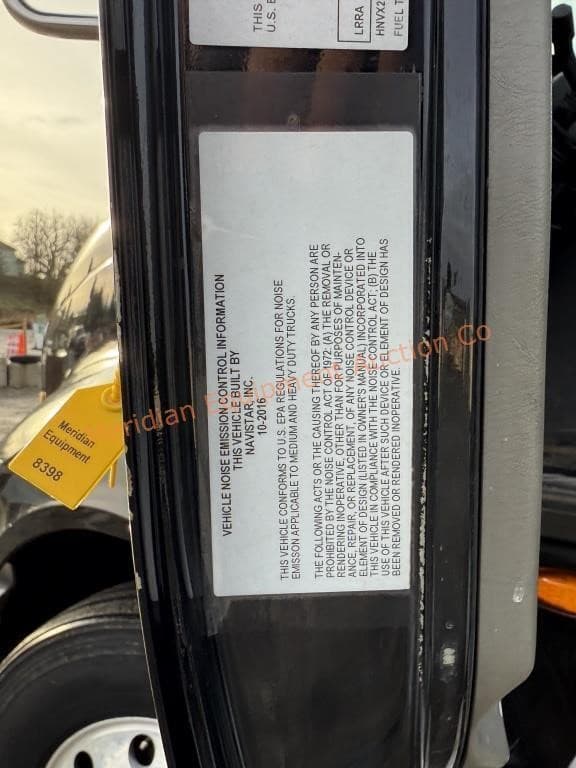 THIS
U.S. E
LRRA
HNVX2
FUEL T
VEHICLE NOISE EMISSION CONTROL INFORMATION
THIS VEHICLE BUILT BY
NAVISTAR, INC.
10-2016
THIS VEHICLE CONFORMS TO U.S. EPA REGULATIONS FOR NOISE
EMISSON APPLICABLE TO MEDIUM AND HEAVY DUTY TRUCKS.
THE FOLLOWING ACTS OR THE CAUSING THEREOF BY ANY PERSON ARE
PROHIBITED BY THE NOISE CONTROL ACT OF 1972: (A) THE REMOVAL OR
RENDERING INOPERATIVE, OTHER THAN FOR PURPOSES OF MAINTEN-
ANCE, REPAIR, OR REPLACEMENT, OF ANY NOISE CONTROL DEVICE OR
ELEMENT OF DESIGN (LISTED IN OWNER'S MANUAL) INCORPORATED INTO
THIS VEHICLE IN COMPLIANCE WITH THE NOISE CONTROL ACT; (B) THE
USE OF THIS VEHICLE AFTER SUCH DEVICE OR ELEMENT OF DESIGN HAS
BEEN REMOVED OR RENDERED INOPERATIVE.
Meridian
Equipment
8398
Meridian Equipment Auction Co